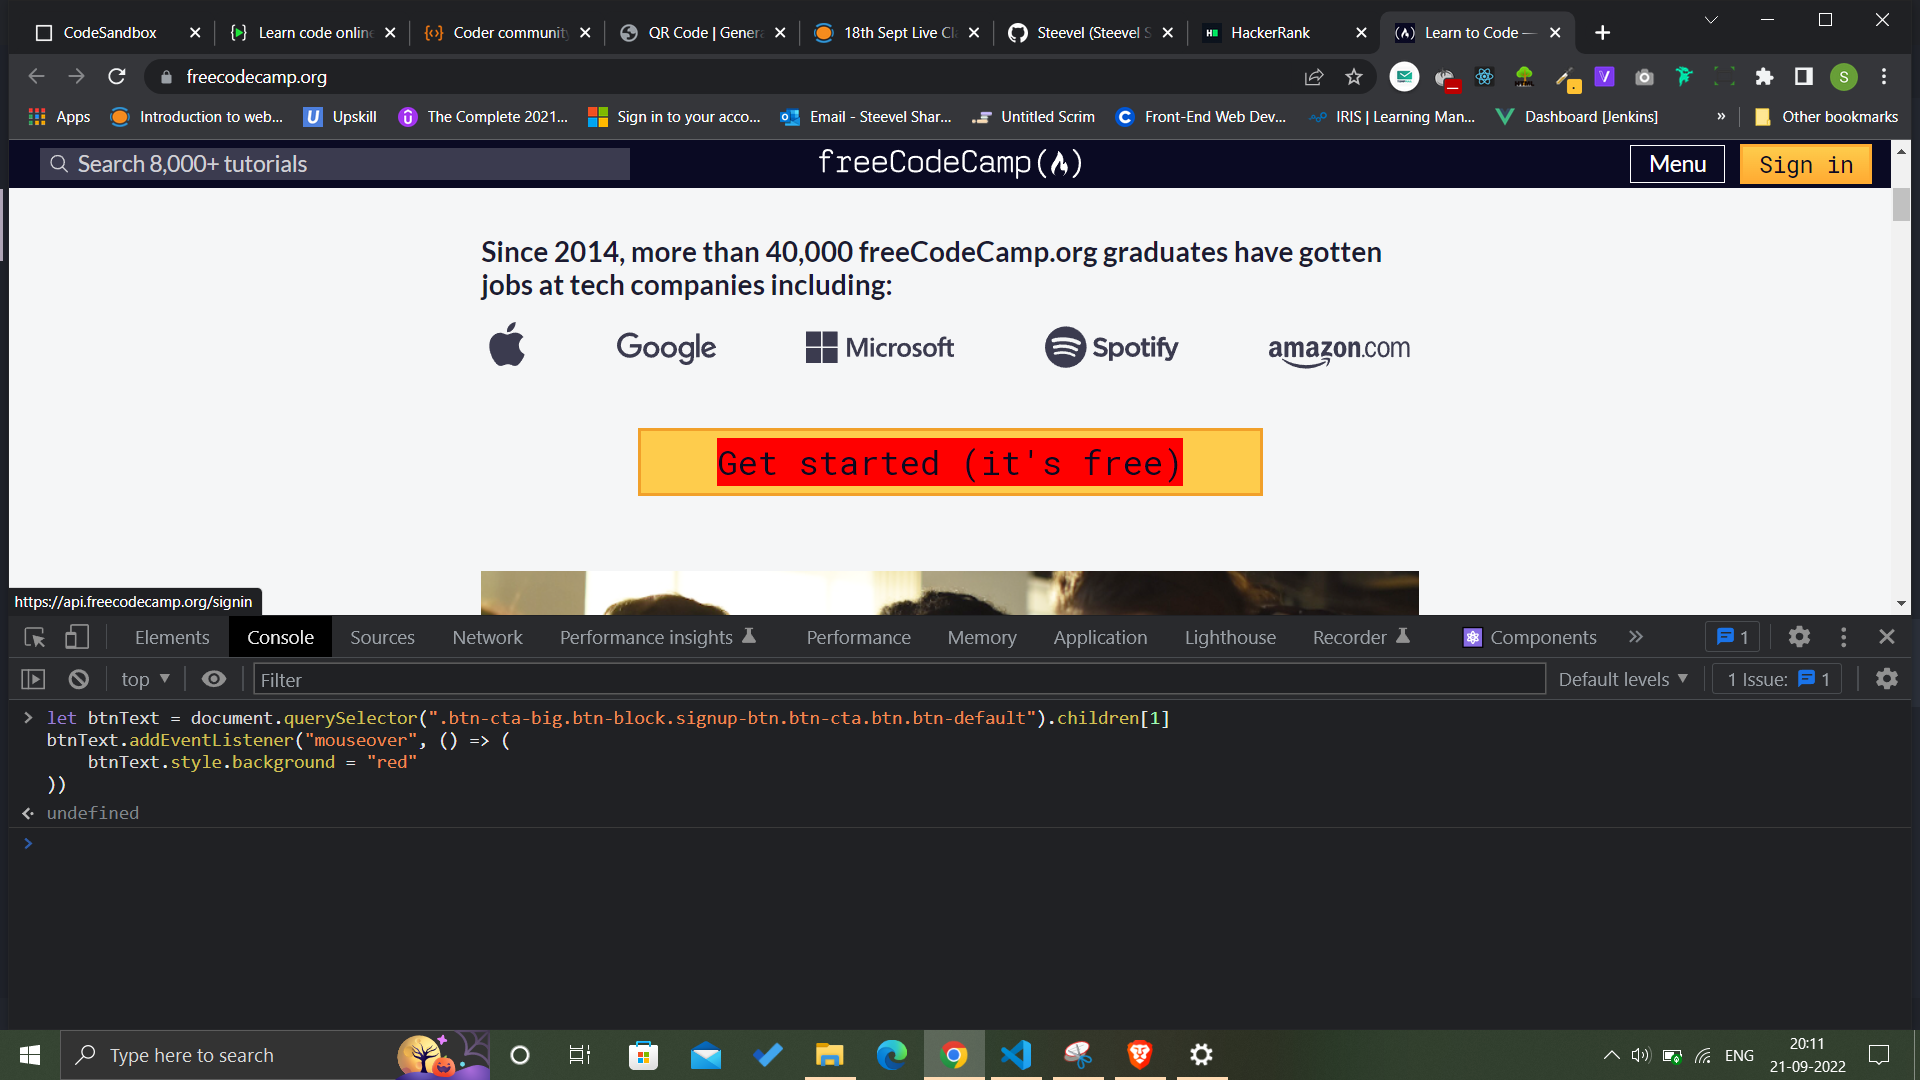 CodeSandbox
Learn code online
Coder community
QR Code | Genera
18th Sept Live Cla
Steevel (Steevel S
HackerRank
Learn to Code —
freecodecamp.org
S
Apps
Introduction to web...
Upskill
The Complete 2021...
Sign in to your acco...
Email - Steevel Shar...
Untitled Scrim
Front-End Web Dev...
IRIS | Learning Man...
Dashboard [Jenkins]
»
Other bookmarks
Search 8,000+ tutorials
freeCodeCamp(🔥)
Menu
Sign in
Since 2014, more than 40,000 freeCodeCamp.org graduates have gotten
jobs at tech companies including:
Google
Microsoft
Spotify
amazon.com
Get started (it's free)
https://api.freecodecamp.org/signin
Elements
Console
Sources
Network
Performance insights
Performance
Memory
Application
Lighthouse
Recorder
Components
»
1
top
Filter
Default levels
1 Issue: 1
let btnText = document.querySelector(".btn-cta-big.btn-block.signup-btn.btn-cta.btn.btn-default").children[1]
btnText.addEventListener("mouseover", () => (
btnText.style.background = "red"
))
undefined
Type here to search
ENG
20:11
21-09-2022